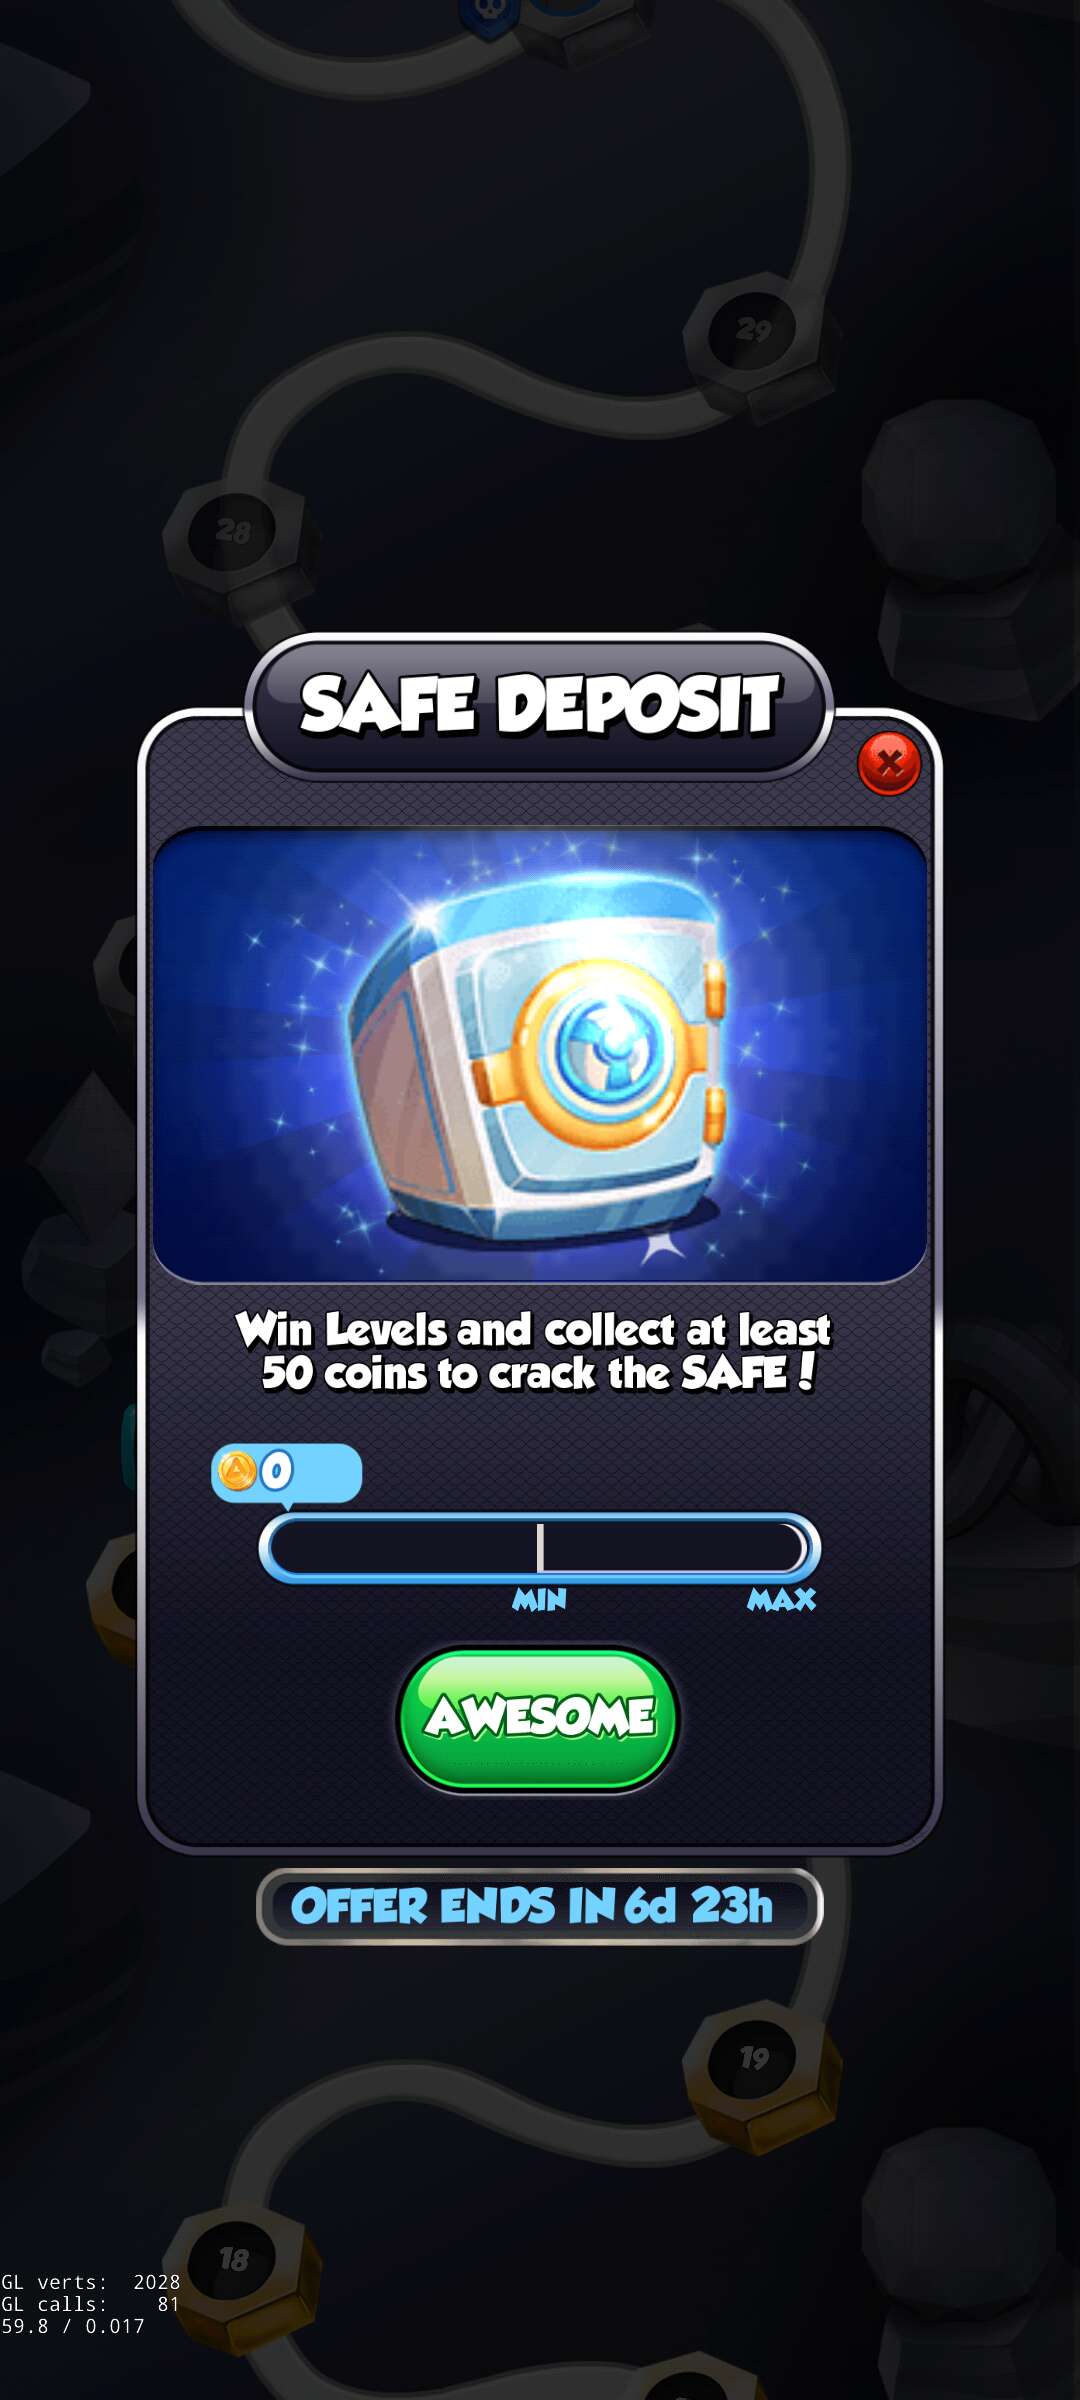 29
28
SAFE DEPOSIT
Win Levels and collect at least
50 coins to crack the SAFE!
0
MIN MAX
AWESOME
OFFER ENDS IN 6d 23h
19
18
GL verts: 2028
GL calls: 81
59.8 / 0.017